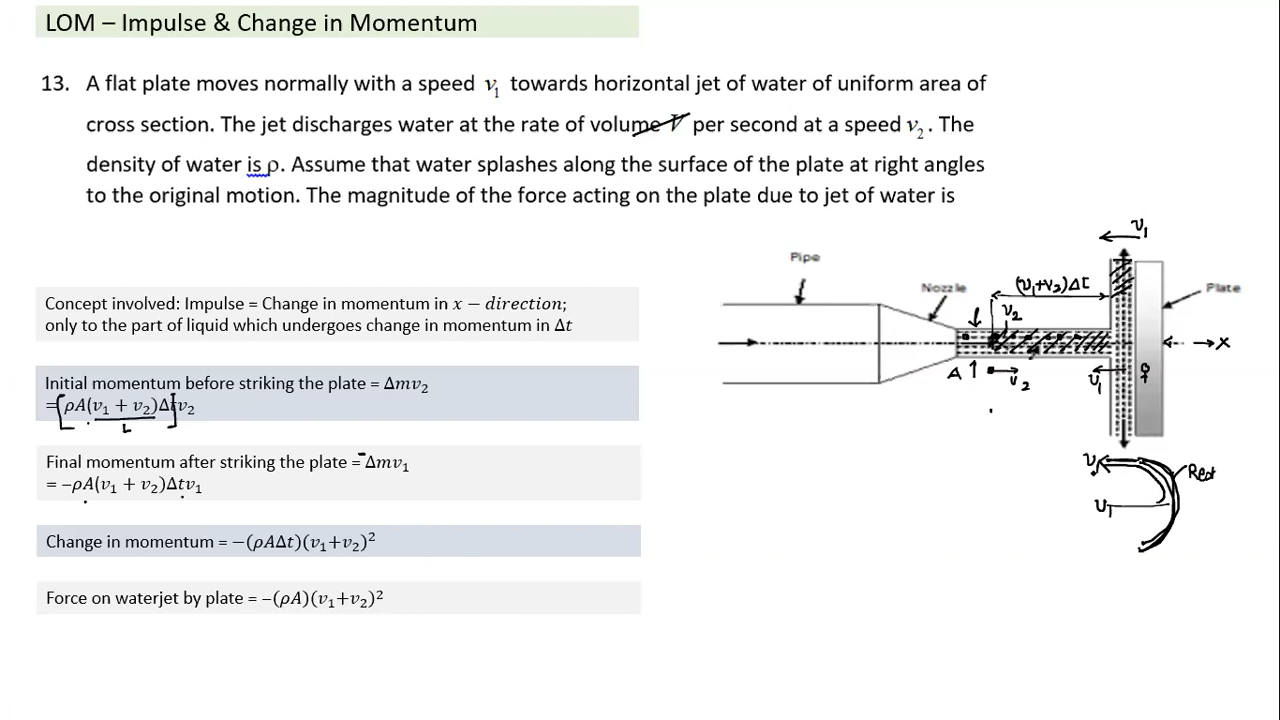 LOM – Impulse & Change in Momentum
13. A flat plate moves normally with a speed v₁ towards horizontal jet of water of uniform area of
cross section. The jet discharges water at the rate of volume V per second at a speed v₂. The
density of water is ρ. Assume that water splashes along the surface of the plate at right angles
to the original motion. The magnitude of the force acting on the plate due to jet of water is
Concept involved: Impulse = Change in momentum in x − direction;
only to the part of liquid which undergoes change in momentum in Δt
Initial momentum before striking the plate = Δmv₂
= [ρA(v₁ + v₂)Δt]v₂
L
Final momentum after striking the plate = -Δmv₁
= −ρA(v₁ + v₂)Δtv₁
Change in momentum = −(ρAΔt)(v₁+v₂)²
Force on waterjet by plate = −(ρA)(v₁+v₂)²
v₁
Pipe
Nozzle
(v₁+v₂)Δt
Plate
v₂
x
A
v₂
v₁
v₁
Rest
v₁